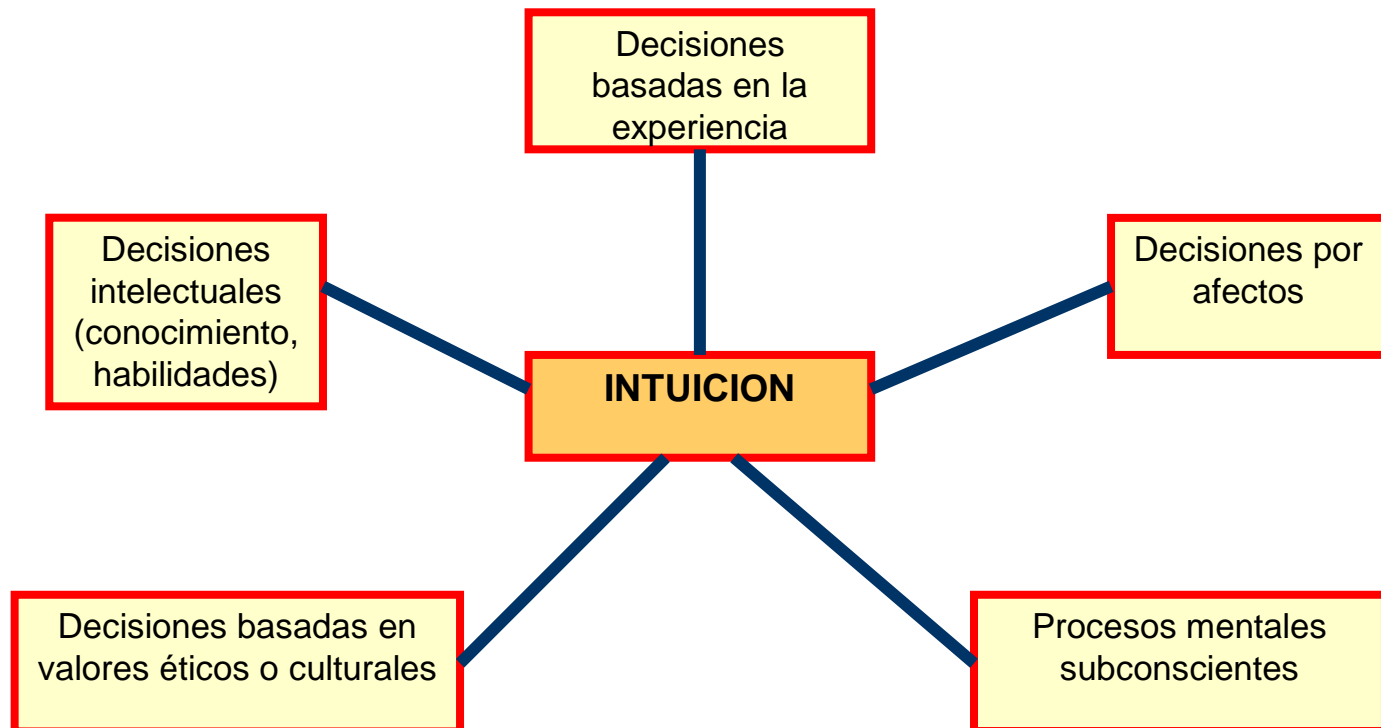 Decisiones
basadas en la
experiencia
Decisiones
intelectuales
(conocimiento,
habilidades)
Decisiones por
afectos
INTUICION
Decisiones basadas en
valores éticos o culturales
Procesos mentales
subconscientes